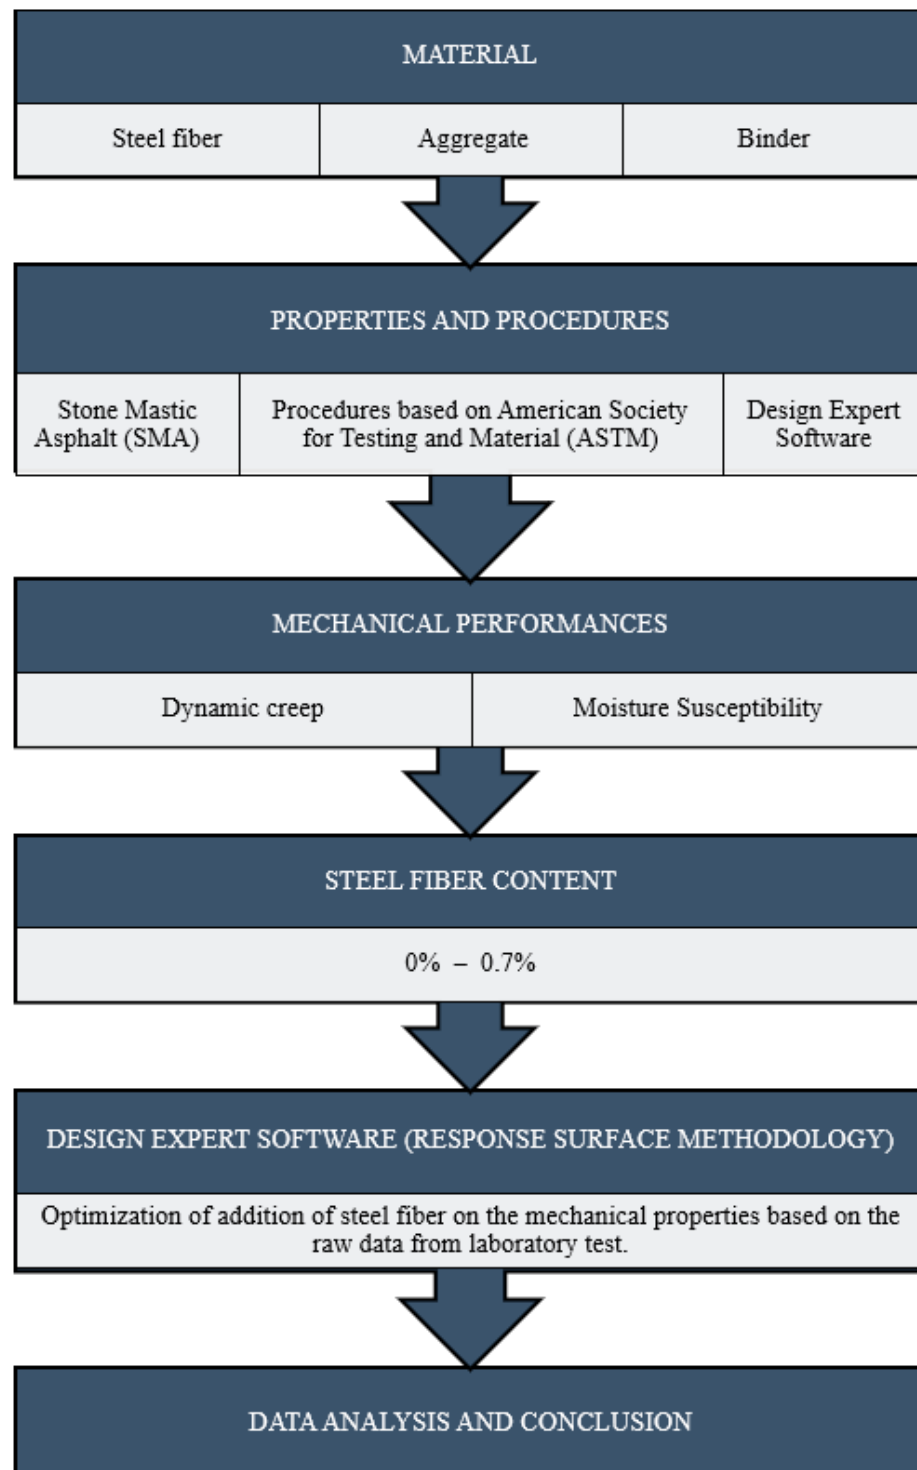 MATERIAL
Steel fiber
Aggregate
Binder
PROPERTIES AND PROCEDURES
Stone Mastic
Asphalt (SMA)
Procedures based on American Society
for Testing and Material (ASTM)
Design Expert
Software
MECHANICAL PERFORMANCES
Dynamic creep
Moisture Susceptibility
STEEL FIBER CONTENT
0% – 0.7%
DESIGN EXPERT SOFTWARE (RESPONSE SURFACE METHODOLOGY)
Optimization of addition of steel fiber on the mechanical properties based on the
raw data from laboratory test.
DATA ANALYSIS AND CONCLUSION